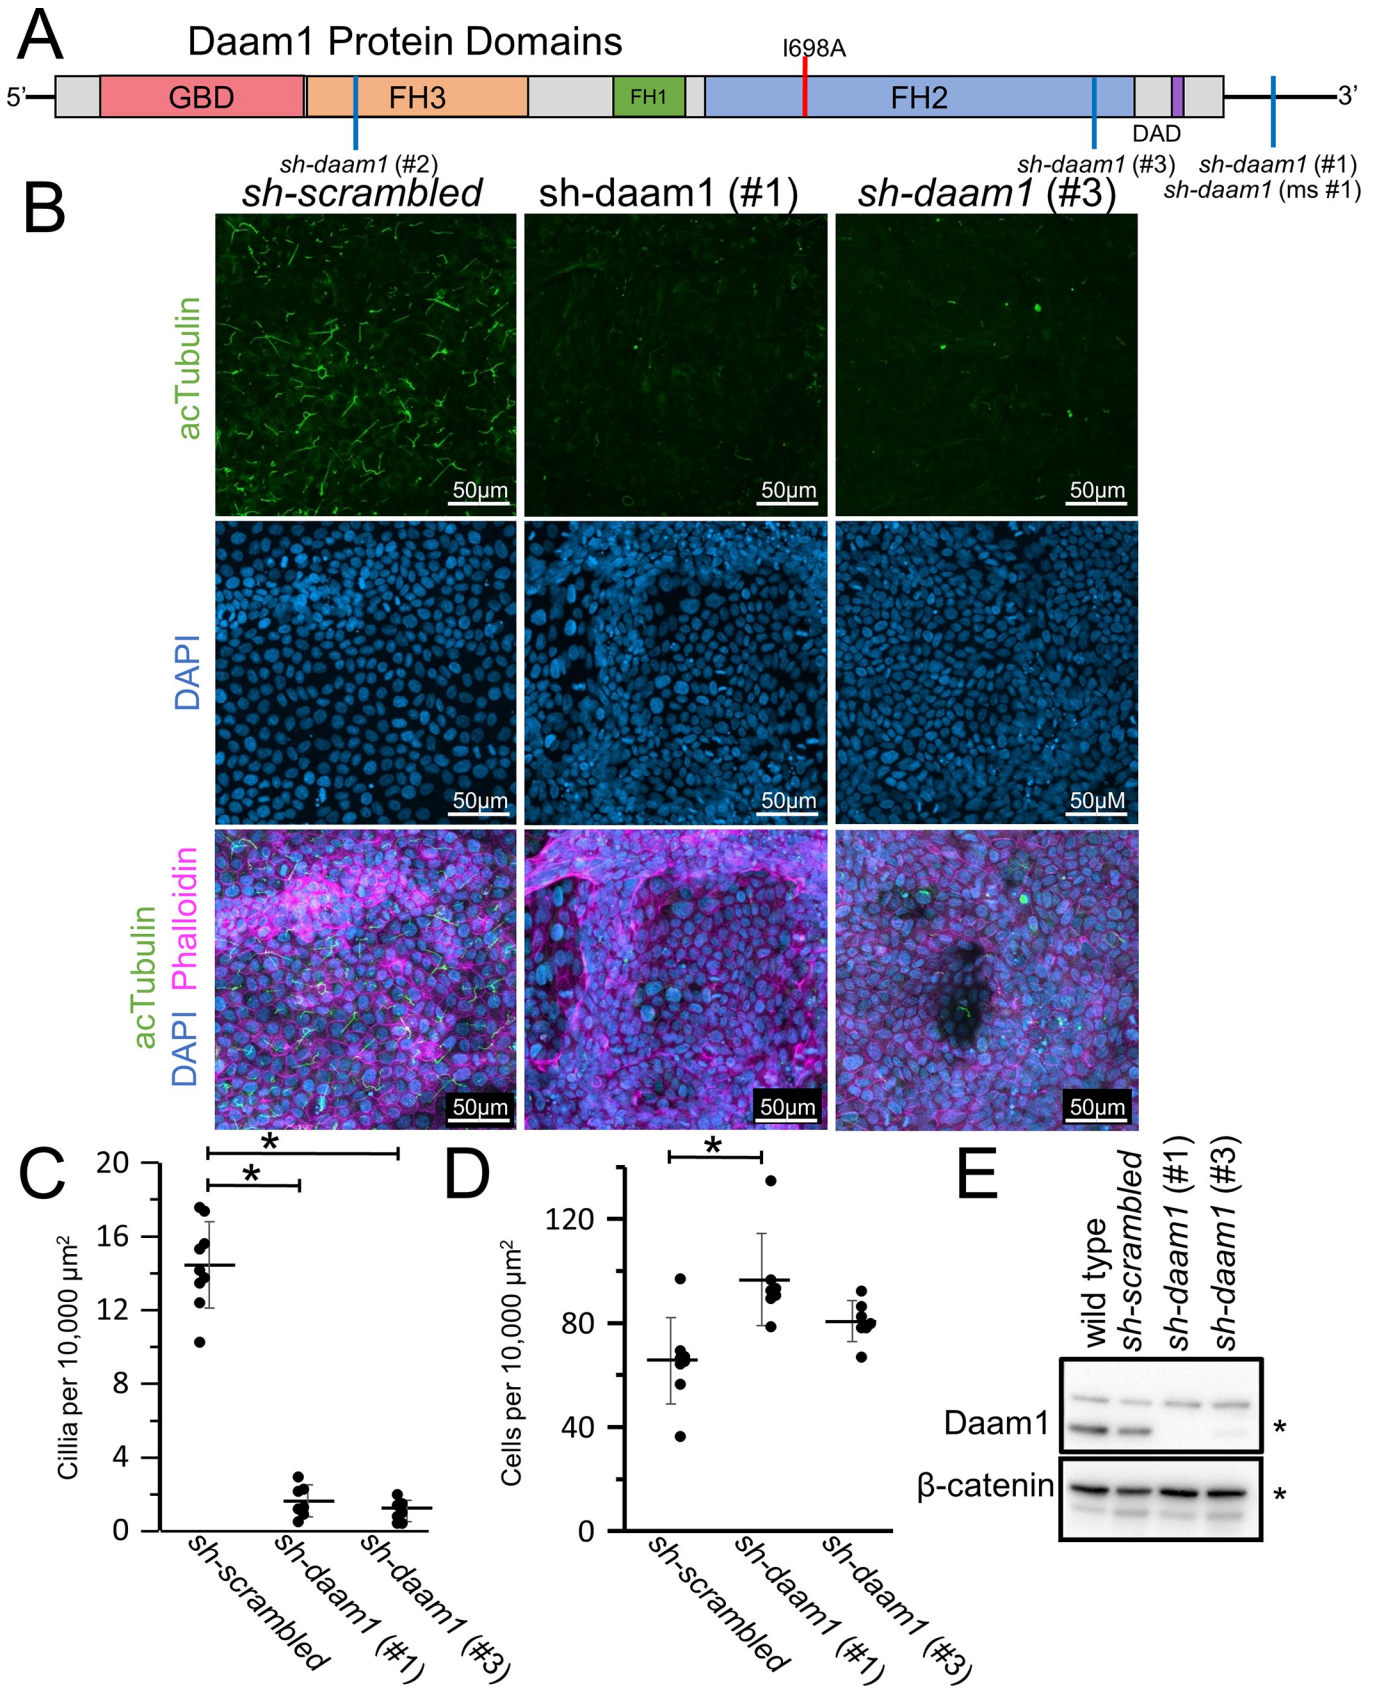 A
Daam1 Protein Domains
I698A
5’
GBD
FH3
FH1
FH2
3’
DAD
sh-daam1 (#2)
sh-daam1 (#3)
sh-daam1 (#1)
sh-daam1 (ms #1)
B
sh-scrambled
sh-daam1 (#1)
sh-daam1 (#3)
acTubulin
50µm
50µm
50µm
DAPI
50µm
50µm
50µM
acTubulin
DAPI Phalloidin
50µm
50µm
50µm
C
Cillia per 10,000 µm²
20
16
12
8
4
0
*
*
sh-scrambled
sh-daam1 (#1)
sh-daam1 (#3)
D
Cells per 10,000 µm²
120
80
40
0
*
sh-scrambled
sh-daam1 (#1)
sh-daam1 (#3)
E
wild type
sh-scrambled
sh-daam1 (#1)
sh-daam1 (#3)
Daam1
*
β-catenin
*